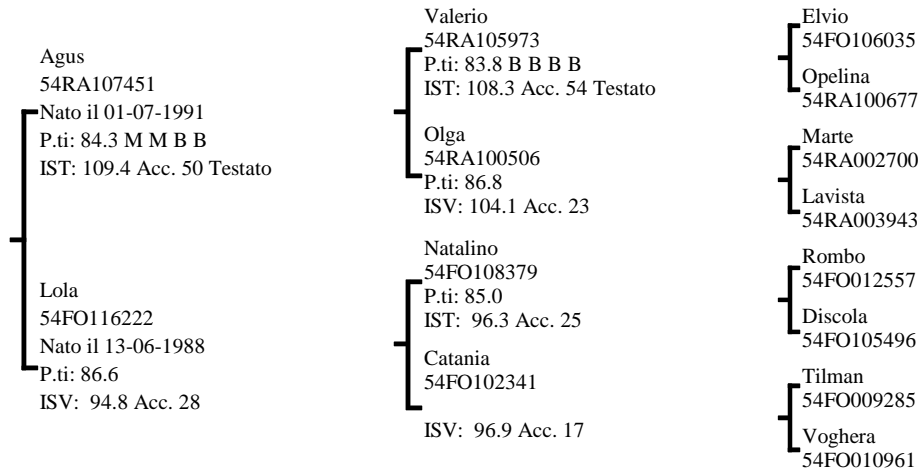 Agus
54RA107451
Nato il 01-07-1991
P.ti: 84.3 M M B B
IST: 109.4 Acc. 50 Testato
Lola
54FO116222
Nato il 13-06-1988
P.ti: 86.6
ISV: 94.8 Acc. 28
Valerio
54RA105973
P.ti: 83.8 B B B B
IST: 108.3 Acc. 54 Testato
Olga
54RA100506
P.ti: 86.8
ISV: 104.1 Acc. 23
Natalino
54FO108379
P.ti: 85.0
IST: 96.3 Acc. 25
Catania
54FO102341
ISV: 96.9 Acc. 17
Elvio
54FO106035
Opelina
54RA100677
Marte
54RA002700
Lavista
54RA003943
Rombo
54FO012557
Discola
54FO105496
Tilman
54FO009285
Voghera
54FO010961